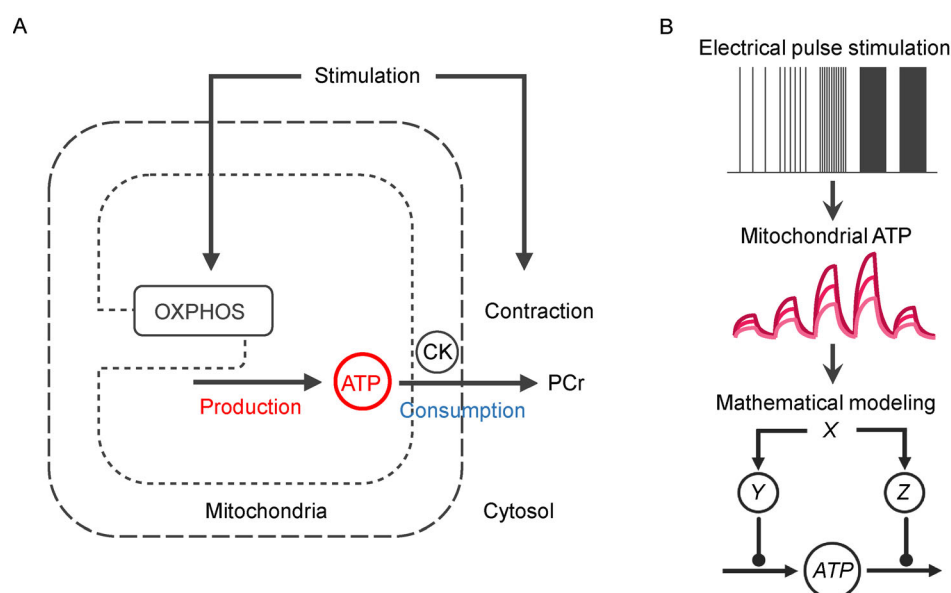 A
Stimulation
OXPHOS
Contraction
CK
ATP
PCr
Production
Consumption
Mitochondria
Cytosol
B
Electrical pulse stimulation
Mitochondrial ATP
Mathematical modeling
X
Y
Z
ATP